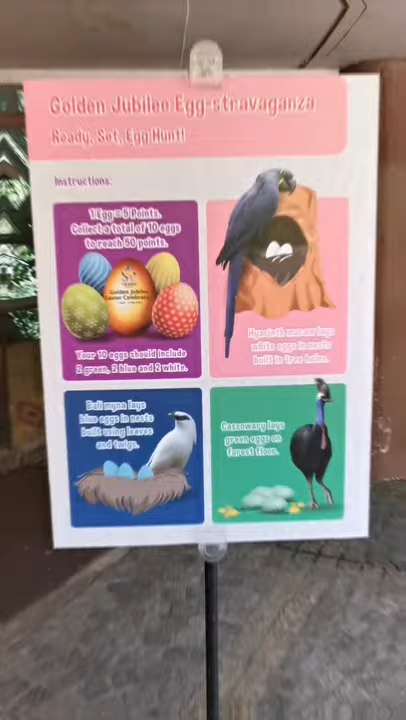 Golden Jubilee Egg-stravaganza
Ready, Set, Egg Hunt!
Instructions:
1 Egg = 5 Points.
Collect a total of 10 eggs
to reach 50 points.
Golden Jubilee
Easter Celebration
Your 10 eggs should include
2 green, 2 blue and 2 white.
Hyacinth macaw lays
white eggs in nests
built in tree holes.
Bali myna lays
blue eggs in nests
built using leaves
and twigs.
Cassowary lays
green eggs on
forest floor.